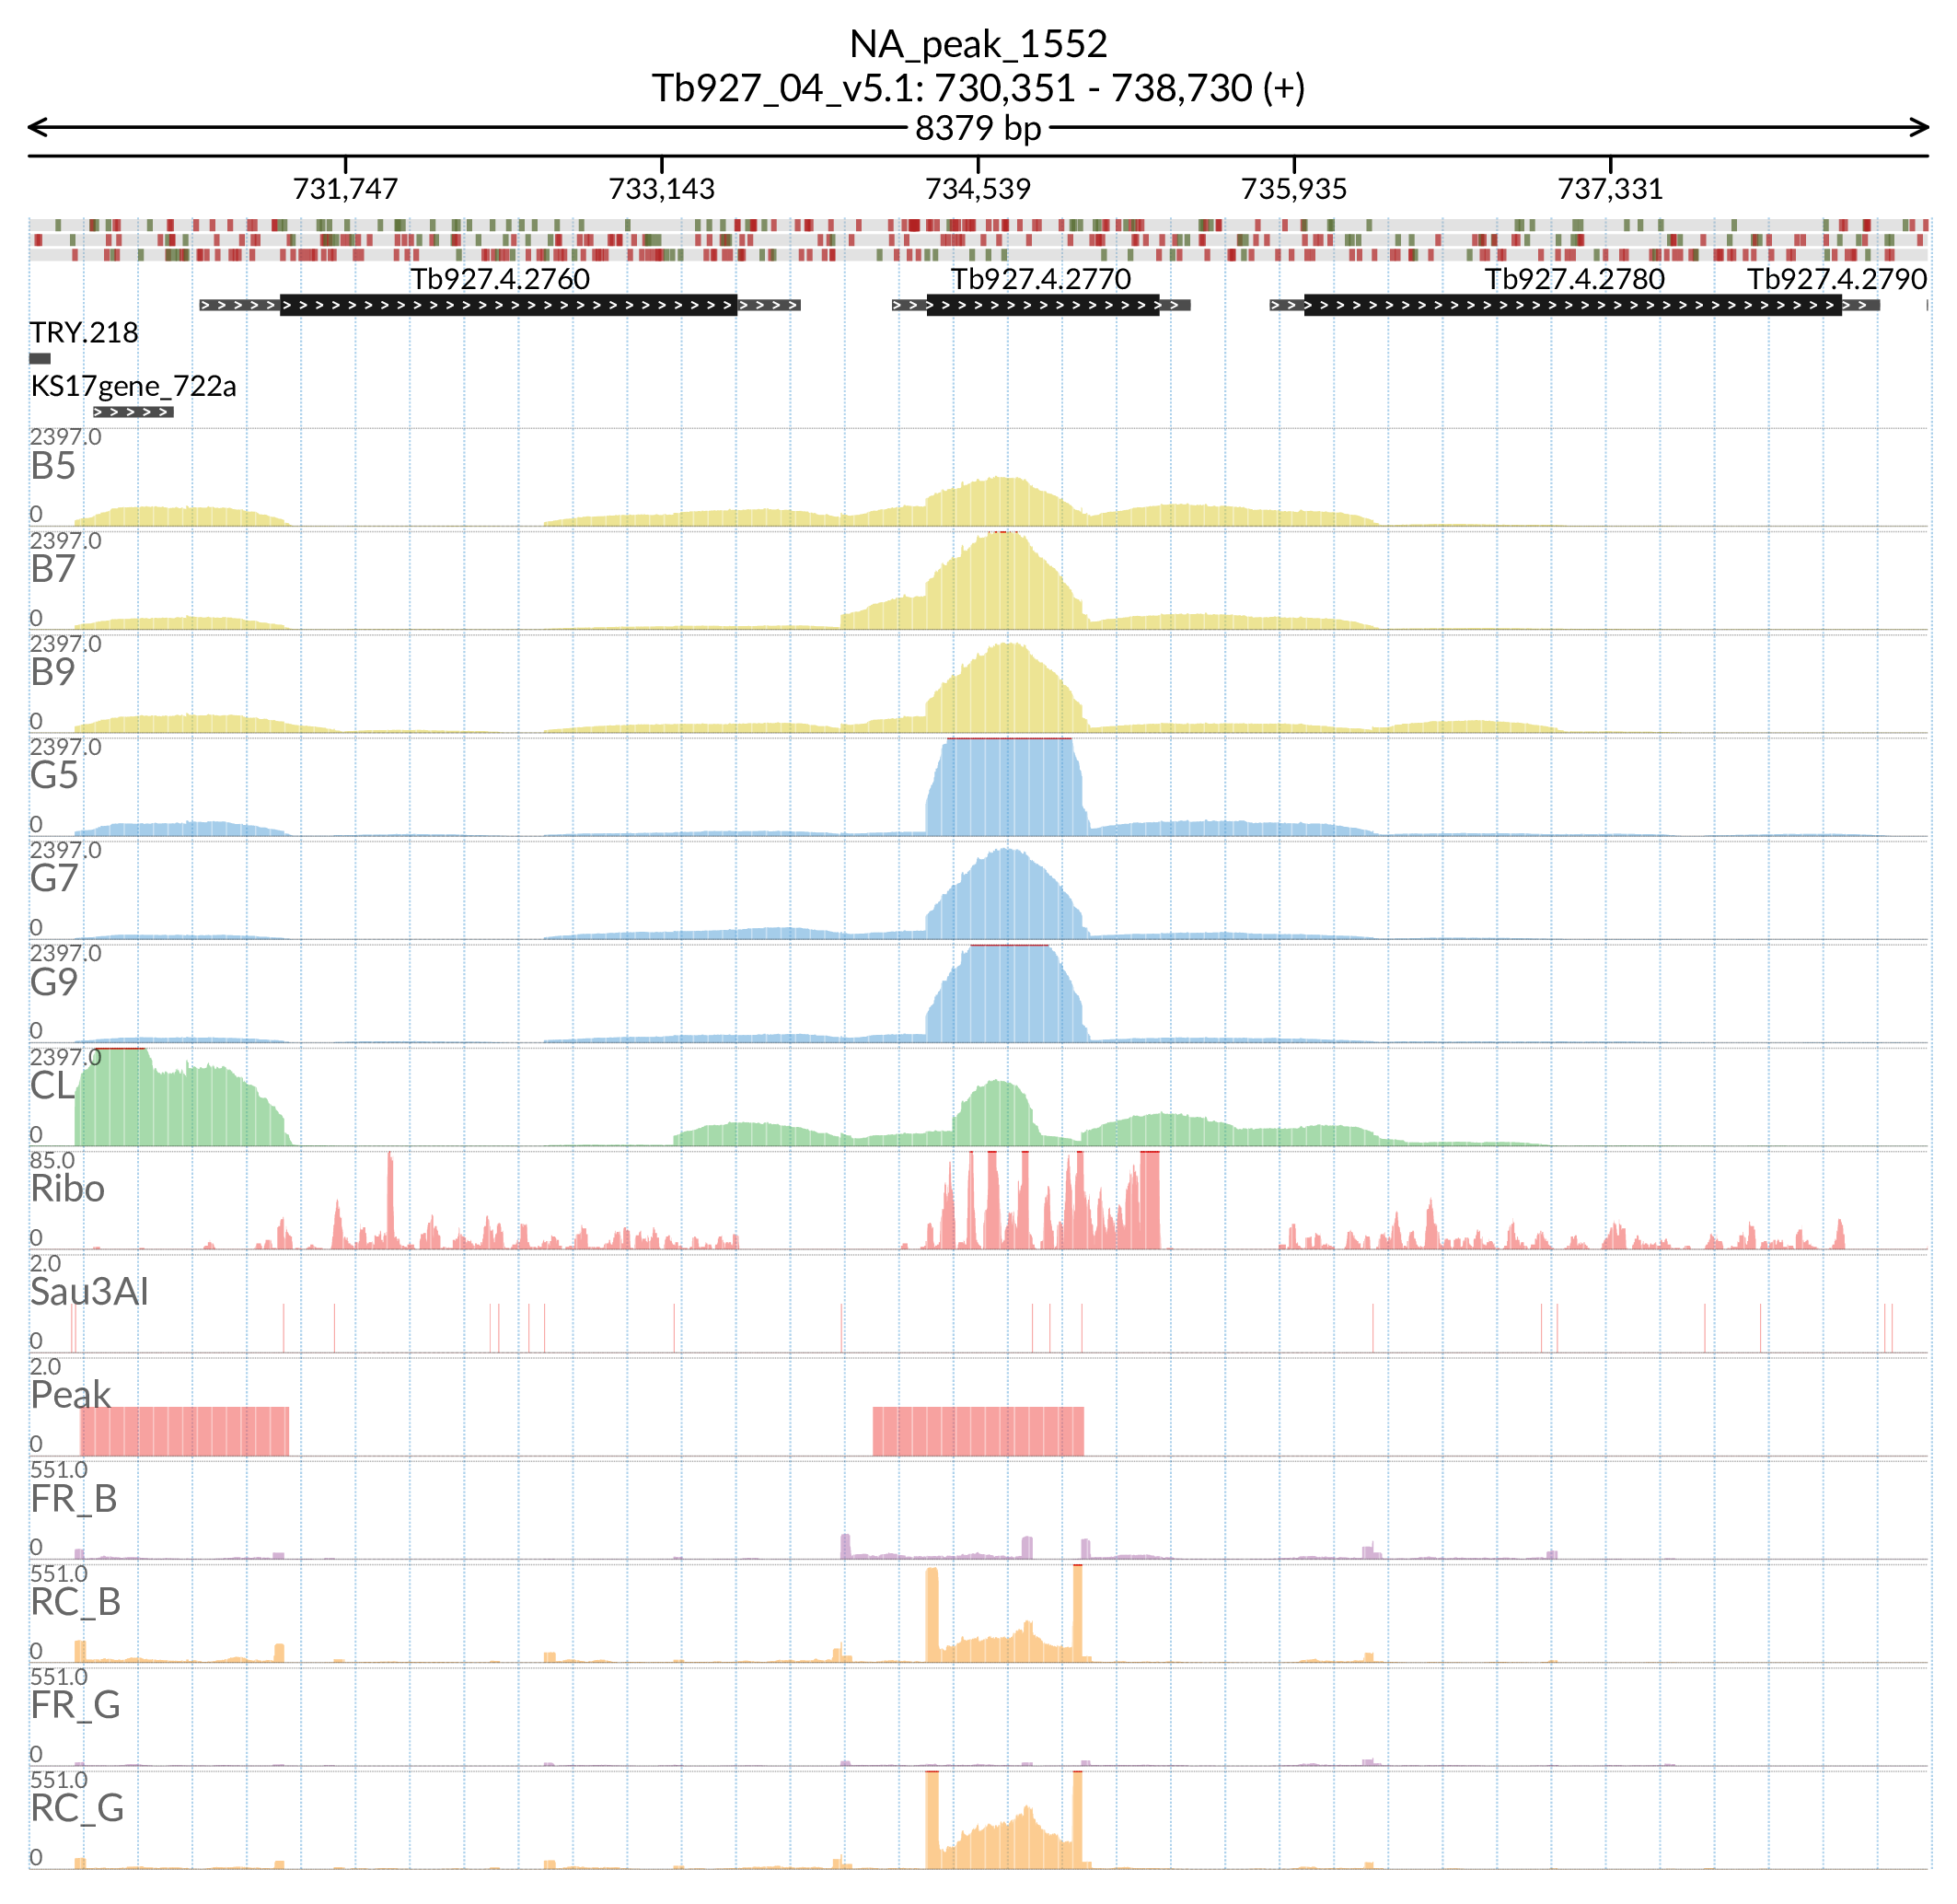 NA_peak_1552
Tb927_04_v5.1: 730,351 - 738,730 (+)
8379 bp
731,747 733,143 734,539 735,935 737,331
Tb927.4.2760 Tb927.4.2770 Tb927.4.2780 Tb927.4.2790
TRY.218
KS17gene_722a
2397.0
B5
0
2397.0
B7
0
2397.0
B9
0
2397.0
G5
0
2397.0
G7
0
2397.0
G9
0
2397.0
CL
0
85.0
Ribo
0
2.0
Sau3AI
0
2.0
Peak
0
551.0
FR_B
0
551.0
RC_B
0
551.0
FR_G
0
551.0
RC_G
0